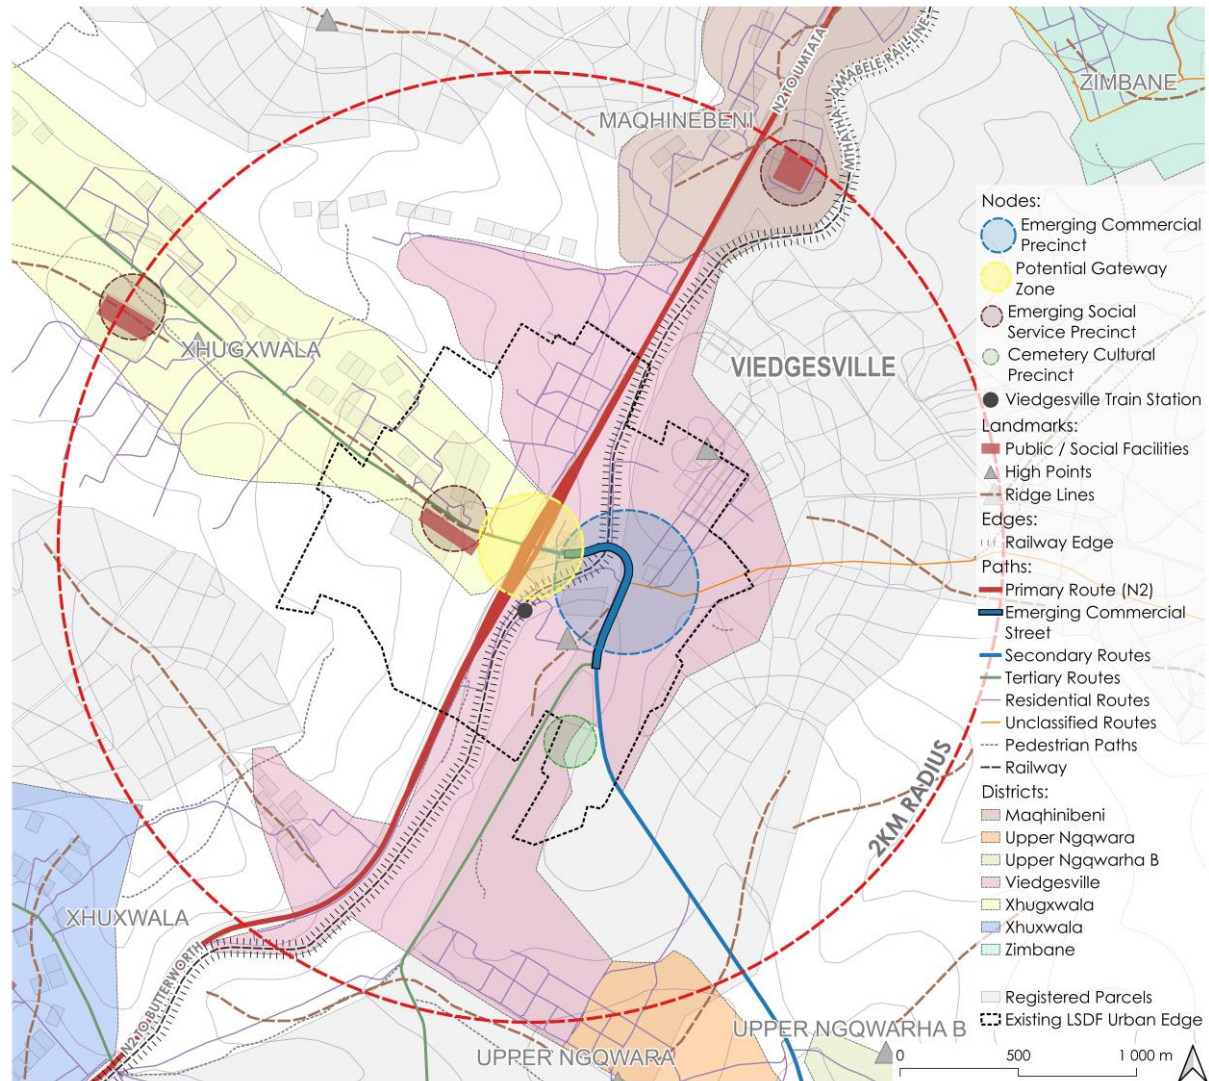 N2 TO UMTATA
MTHATHA - AMABELE RAIL LINE
ZIMBANE
MAQHINEBENI
XHUGXWALA
VIEDGESVILLE
2KM RADIUS
XHUXWALA
N2 TO BUTTERWORTH
UPPER NGQWARA
UPPER NGQWARHA B
Nodes:
Emerging Commercial
Precinct
Potential Gateway
Zone
Emerging Social
Service Precinct
Cemetery Cultural
Precinct
Viedgesville Train Station
Landmarks:
Public / Social Facilities
High Points
Ridge Lines
Edges:
Railway Edge
Paths:
Primary Route (N2)
Emerging Commercial
Street
Secondary Routes
Tertiary Routes
Residential Routes
Unclassified Routes
Pedestrian Paths
Railway
Districts:
Maqhinibeni
Upper Ngqwara
Upper Ngqwarha B
Viedgesville
Xhugxwala
Xhuxwala
Zimbane
Registered Parcels
Existing LSDF Urban Edge
0 500 1 000 m